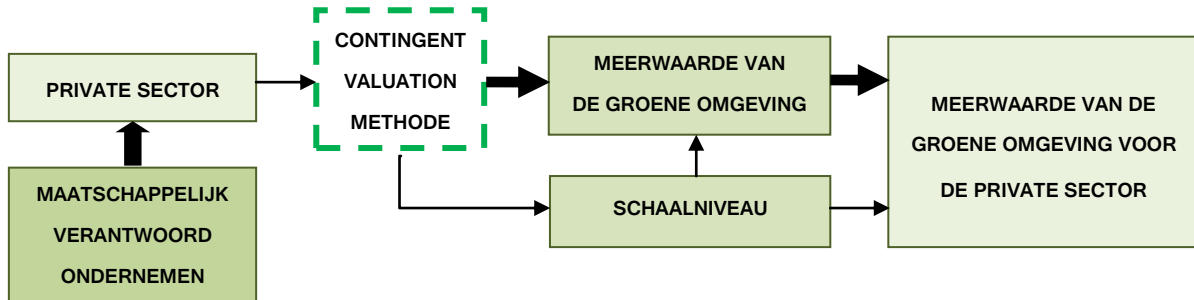 PRIVATE SECTOR
MAATSCHAPPELIJK
VERANTWOORD
ONDERNEMEN
CONTINGENT
VALUATION
METHODE
MEERWAARDE VAN
DE GROENE OMGEVING
SCHAALNIVEAU
MEERWAARDE VAN DE
GROENE OMGEVING VOOR
DE PRIVATE SECTOR